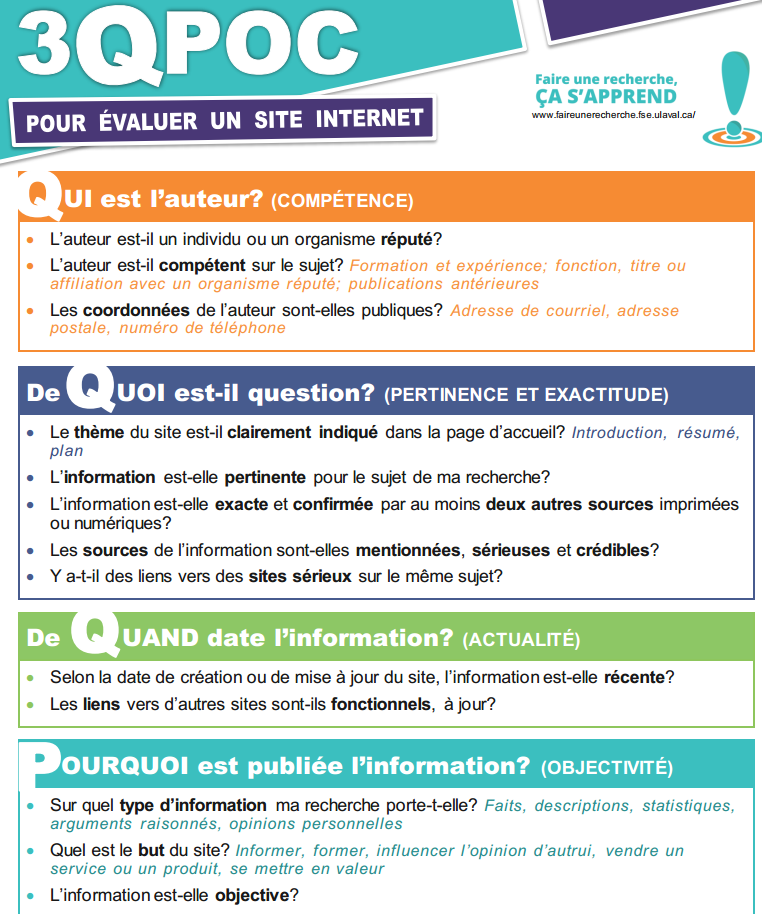 3QPOC
POUR ÉVALUER UN SITE INTERNET
Faire une recherche,
ÇA S'APPREND
www.faireunerecherche.fse.ulaval.ca/
QUI est l'auteur? (COMPÉTENCE)
• L'auteur est-il un individu ou un organisme réputé?
• L'auteur est-il compétent sur le sujet? Formation et expérience; fonction, titre ou
affiliation avec un organisme réputé; publications antérieures
• Les coordonnées de l'auteur sont-elles publiques? Adresse de courriel, adresse
postale, numéro de téléphone
De QUOI est-il question? (PERTINENCE ET EXACTITUDE)
• Le thème du site est-il clairement indiqué dans la page d'accueil? Introduction, résumé,
plan
• L'information est-elle pertinente pour le sujet de ma recherche?
• L'information est-elle exacte et confirmée par au moins deux autres sources imprimées
ou numériques?
• Les sources de l'information sont-elles mentionnées, sérieuses et crédibles?
• Y a-t-il des liens vers des sites sérieux sur le même sujet?
De QUAND date l'information? (ACTUALITÉ)
• Selon la date de création ou de mise à jour du site, l'information est-elle récente?
• Les liens vers d'autres sites sont-ils fonctionnels, à jour?
POURQUOI est publiée l'information? (OBJECTIVITÉ)
• Sur quel type d'information ma recherche porte-t-elle? Faits, descriptions, statistiques,
arguments raisonnés, opinions personnelles
• Quel est le but du site? Informer, former, influencer l'opinion d'autrui, vendre un
service ou un produit, se mettre en valeur
• L'information est-elle objective?